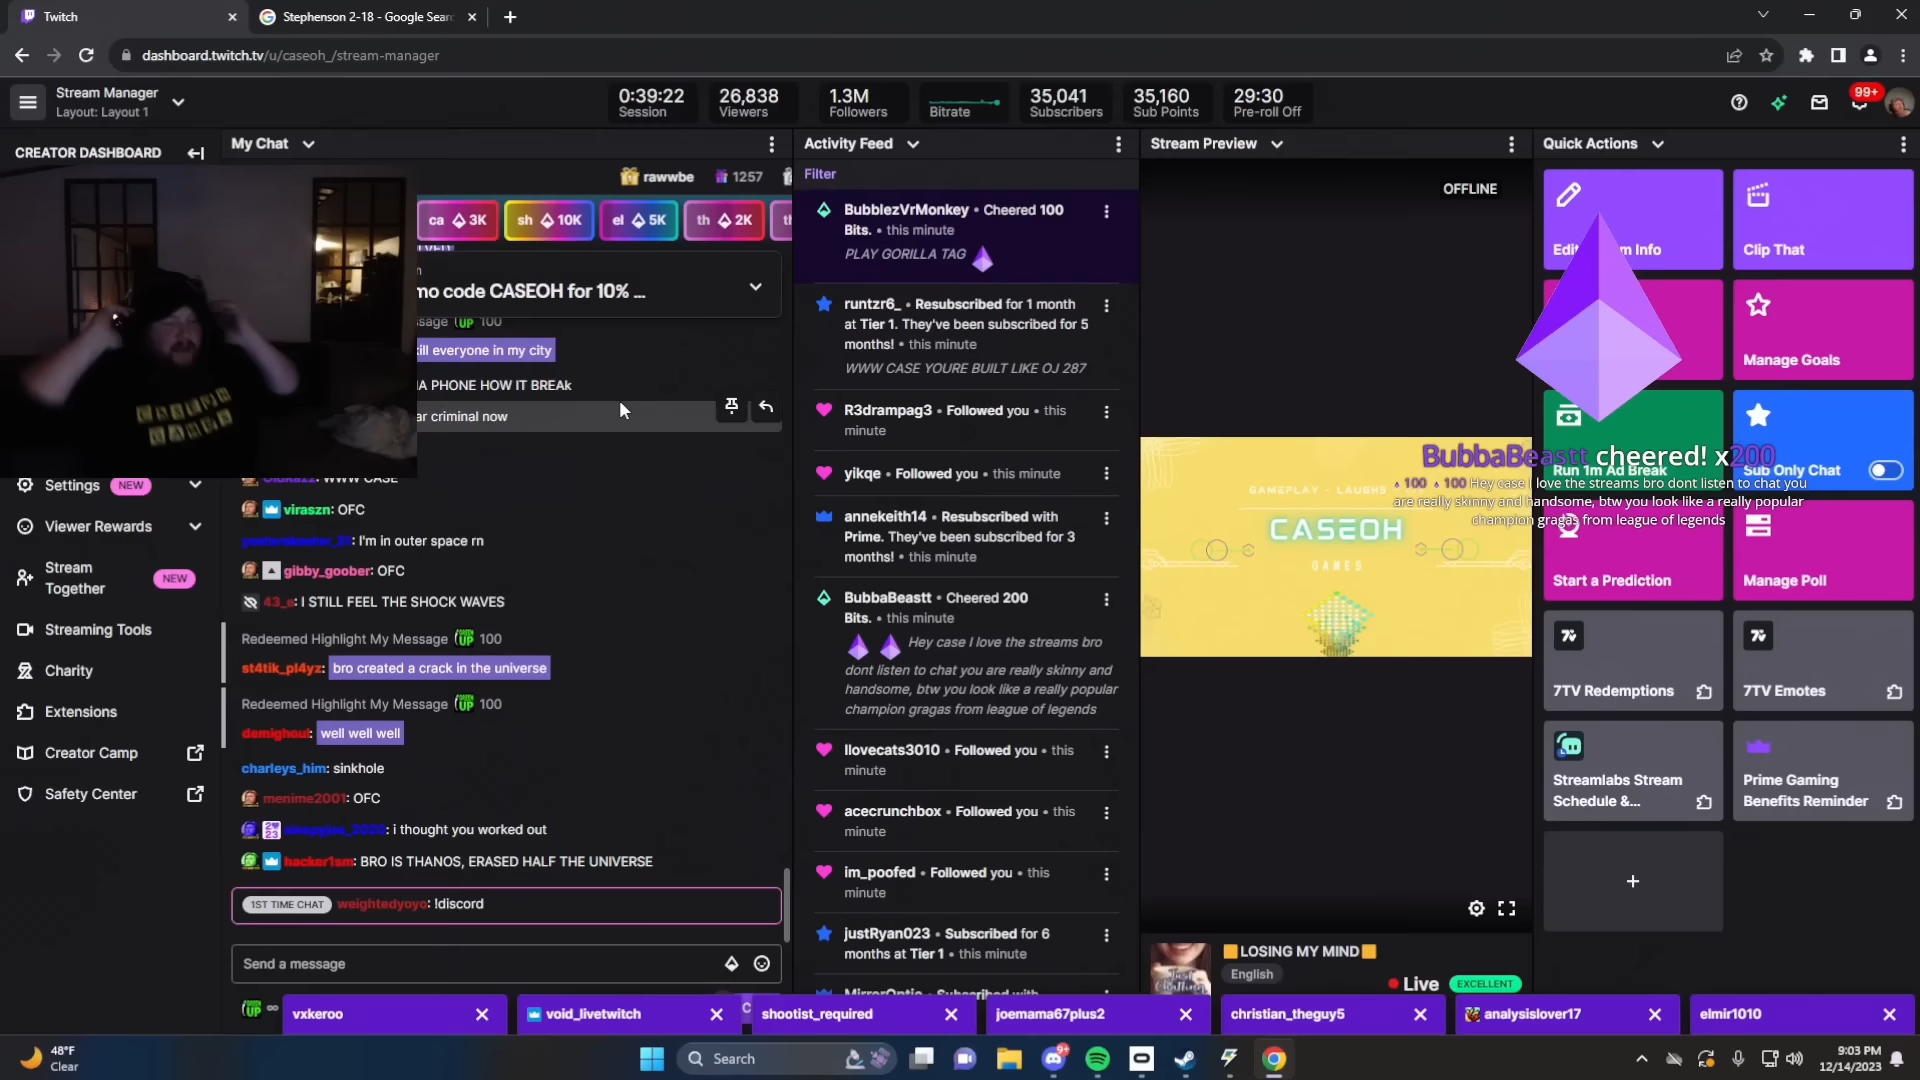 Twitch
Stephenson 2-18 - Google Sear
dashboard.twitch.tv/u/caseoh_/stream-manager
Stream Manager
Layout: Layout 1
0:39:22
Session
26,838
Viewers
1.3M
Followers
Bitrate
35,041
Subscribers
35,160
Sub Points
29:30
Pre-roll Off
99+
CREATOR DASHBOARD
Settings NEW
Viewer Rewards
Stream
Together
NEW
Streaming Tools
Charity
Extensions
Creator Camp
Safety Center
My Chat
rawwbe 1257
ca 3K
sh 10K
el 5K
th 2K
mo code CASEOH for 10% ...
ssage 100
ill everyone in my city
A PHONE HOW IT BREAk
ar criminal now
WWW CASE
viraszn: OFC
I'm in outer space rn
gibby_goober: OFC
43_e: I STILL FEEL THE SHOCK WAVES
Redeemed Highlight My Message 100
st4tik_pl4yz: bro created a crack in the universe
Redeemed Highlight My Message 100
demighoul: well well well
charleys_him: sinkhole
menime2001: OFC
i thought you worked out
hacker1sm: BRO IS THANOS, ERASED HALF THE UNIVERSE
1ST TIME CHAT weightedyoyo: !discord
Send a message
Activity Feed
Filter
BubblezVrMonkey • Cheered 100
Bits. • this minute
PLAY GORILLA TAG
runtzr6_ • Resubscribed for 1 month
at Tier 1. They've been subscribed for 5
months! • this minute
WWW CASE YOURE BUILT LIKE OJ 287
R3drampag3 • Followed you • this
minute
yikqe • Followed you • this minute
annekeith14 • Resubscribed with
Prime. They've been subscribed for 3
months! • this minute
BubbaBeastt • Cheered 200
Bits. • this minute
Hey case I love the streams bro
dont listen to chat you are really skinny and
handsome, btw you look like a really popular
champion gragas from league of legends
Ilovecats3010 • Followed you • this
minute
acecrunchbox • Followed you • this
minute
im_poofed • Followed you • this
minute
justRyan023 • Subscribed for 6
months at Tier 1 • this minute
MirrorOptic • Subscribed with
Stream Preview
OFFLINE
GAMEPLAY - LAUGHS
CASEOH
GAMES
LOSING MY MIND
English
Live EXCELLENT
Quick Actions
Clip That
Manage Goals
Run 1m Ad Break
Sub Only Chat
Start a Prediction
Manage Poll
7TV Redemptions
7TV Emotes
Streamlabs Stream
Schedule &...
Prime Gaming
Benefits Reminder
BubbaBeastt cheered! x200
100 100 Hey case I love the streams bro dont listen to chat you
are really skinny and handsome, btw you look like a really popular
champion gragas from league of legends
vxkeroo
void_livetwitch
shootist_required
joemama67plus2
christian_theguy5
analysislover17
elmir1010
48°F
Clear
Search
9:03 PM
12/14/2023